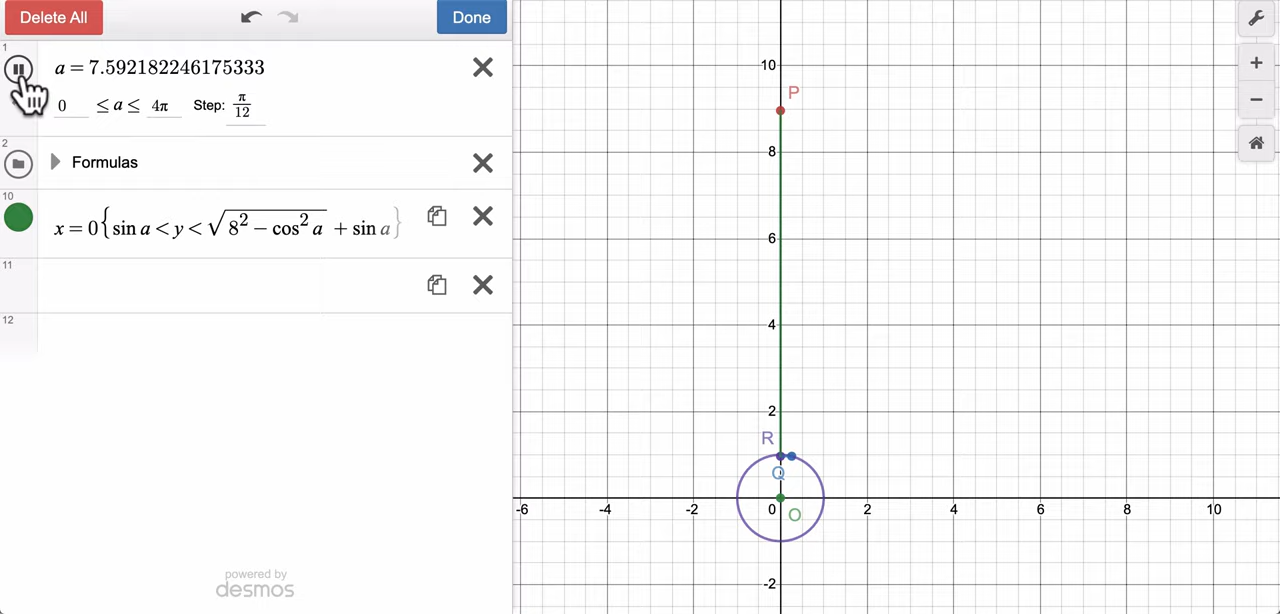 Delete All
Done
1
a = 7.592182246175333
0 ≤ a ≤ 4π Step: π/12
2
Formulas
10
x = 0{sin a < y < √(8² − cos² a) + sin a}
11
12
powered by
desmos
10
P
8
6
4
2
R
Q
-6 -4 -2 0 2 4 6 8 10
O
-2